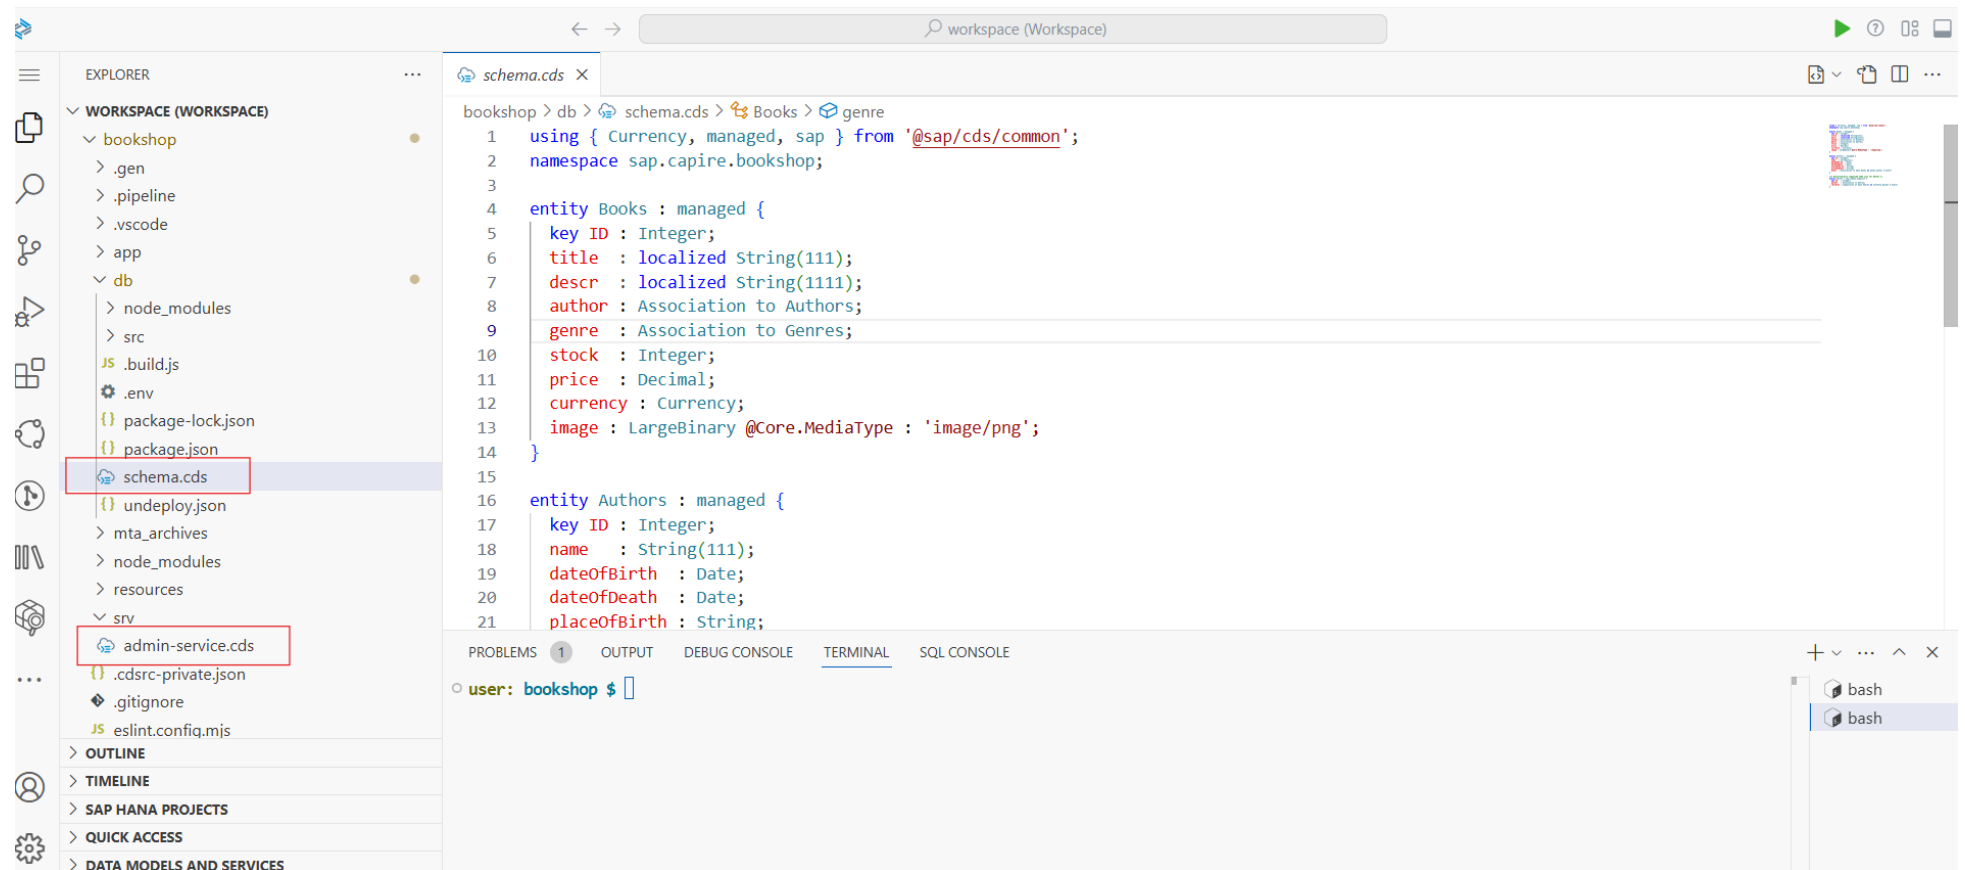 workspace (Workspace)
EXPLORER
WORKSPACE (WORKSPACE)
bookshop
.gen
.pipeline
.vscode
app
db
node_modules
src
JS .build.js
.env
{} package-lock.json
{} package.json
schema.cds
{} undeploy.json
mta_archives
node_modules
resources
srv
admin-service.cds
{} .cdsrc-private.json
.gitignore
JS eslint.config.mjs
OUTLINE
TIMELINE
SAP HANA PROJECTS
QUICK ACCESS
DATA MODELS AND SERVICES
schema.cds
bookshop > db > schema.cds > Books > genre
1 using { Currency, managed, sap } from '@sap/cds/common';
2 namespace sap.capire.bookshop;
3
4 entity Books : managed {
5 key ID : Integer;
6 title  : localized String(111);
7 descr  : localized String(1111);
8 author : Association to Authors;
9 genre  : Association to Genres;
10 stock  : Integer;
11 price  : Decimal;
12 currency : Currency;
13 image : LargeBinary @Core.MediaType : 'image/png';
14 }
15
16 entity Authors : managed {
17 key ID : Integer;
18 name   : String(111);
19 dateOfBirth  : Date;
20 dateOfDeath  : Date;
21 placeOfBirth : String;
PROBLEMS 1 OUTPUT DEBUG CONSOLE TERMINAL SQL CONSOLE
user: bookshop $
bash
bash